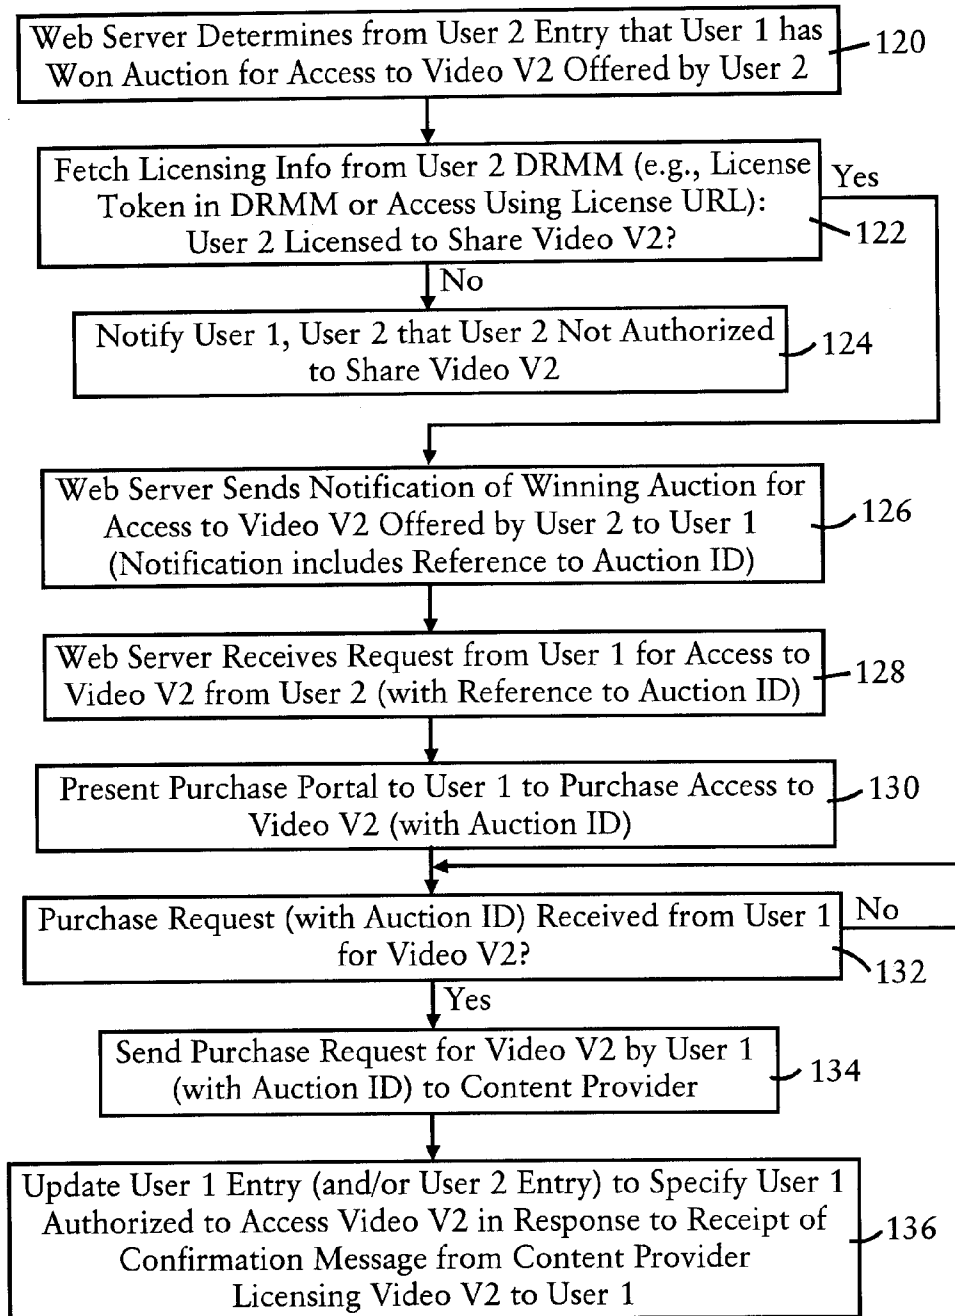 Web Server Determines from User 2 Entry that User 1 has
Won Auction for Access to Video V2 Offered by User 2
120
Fetch Licensing Info from User 2 DRMM (e.g., License
Token in DRMM or Access Using License URL):
User 2 Licensed to Share Video V2?
Yes
122
No
Notify User 1, User 2 that User 2 Not Authorized
to Share Video V2
124
Web Server Sends Notification of Winning Auction for
Access to Video V2 Offered by User 2 to User 1
(Notification includes Reference to Auction ID)
126
Web Server Receives Request from User 1 for Access to
Video V2 from User 2 (with Reference to Auction ID)
128
Present Purchase Portal to User 1 to Purchase Access to
Video V2 (with Auction ID)
130
Purchase Request (with Auction ID) Received from User 1
for Video V2?
No
132
Yes
Send Purchase Request for Video V2 by User 1
(with Auction ID) to Content Provider
134
Update User 1 Entry (and/or User 2 Entry) to Specify User 1
Authorized to Access Video V2 in Response to Receipt of
Confirmation Message from Content Provider
Licensing Video V2 to User 1
136